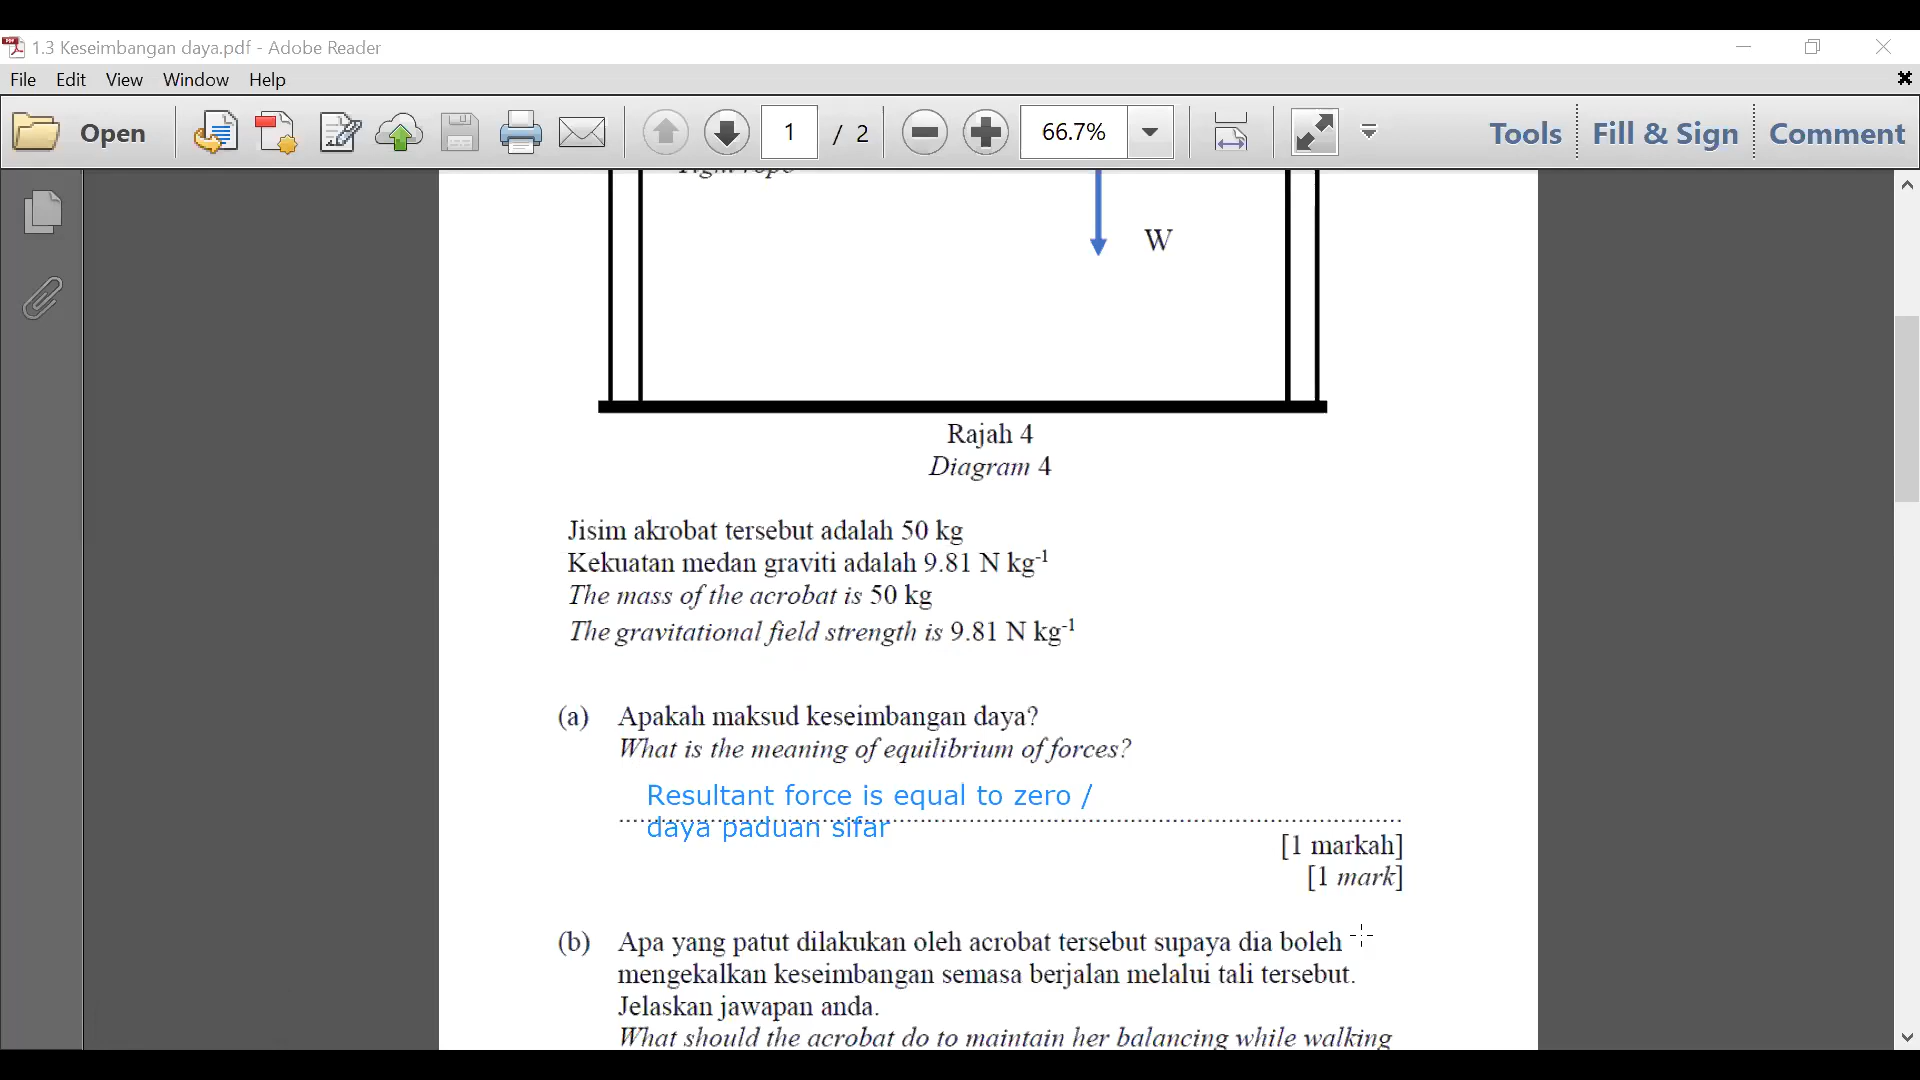 1.3 Keseimbangan daya.pdf - Adobe Reader
File Edit View Window Help
Open 1 / 2 66.7% Tools Fill & Sign Comment
Tight rope
W
Rajah 4
Diagram 4
Jisim akrobat tersebut adalah 50 kg
Kekuatan medan graviti adalah 9.81 N kg⁻¹
The mass of the acrobat is 50 kg
The gravitational field strength is 9.81 N kg⁻¹
(a) Apakah maksud keseimbangan daya?
What is the meaning of equilibrium of forces?
Resultant force is equal to zero /
daya paduan sifar
[1 markah]
[1 mark]
(b) Apa yang patut dilakukan oleh acrobat tersebut supaya dia boleh
mengekalkan keseimbangan semasa berjalan melalui tali tersebut.
Jelaskan jawapan anda.
What should the acrobat do to maintain her balancing while walking